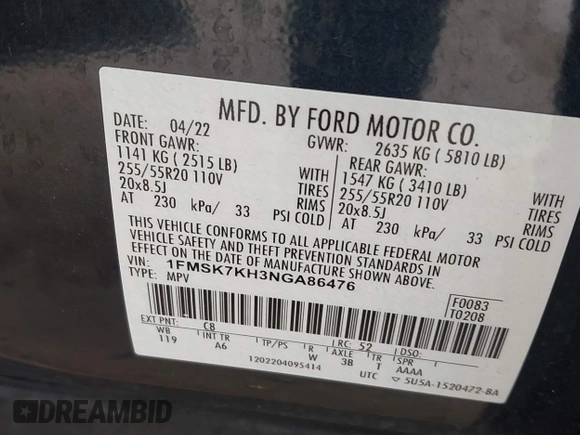 MFD. BY FORD MOTOR CO.
DATE: 04/22 GVWR: 2635 KG ( 5810 LB)
FRONT GAWR: REAR GAWR:
1141 KG ( 2515 LB) WITH 1547 KG ( 3410 LB) WITH
255/55R20 110V TIRES 255/55R20 110V TIRES
20x8.5J RIMS 20x8.5J RIMS
AT 230 kPa/ 33 PSI COLD AT 230 kPa/ 33 PSI COLD
THIS VEHICLE CONFORMS TO ALL APPLICABLE FEDERAL MOTOR
VEHICLE SAFETY AND THEFT PREVENTION STANDARDS IN
EFFECT ON THE DATE OF MANUFACTURE SHOWN ABOVE.
VIN: 1FMSK7KH3NGA86476
TYPE: MPV
F0083
T0208
EXT PNT: CB RC: 52 DSO:
WB INT TR TP/PS R AXLE TR SPR
119 A6 W 3B T AAAA
1202204095414 UTC ▽ 5U5A-1520472-BA
DREAMBID